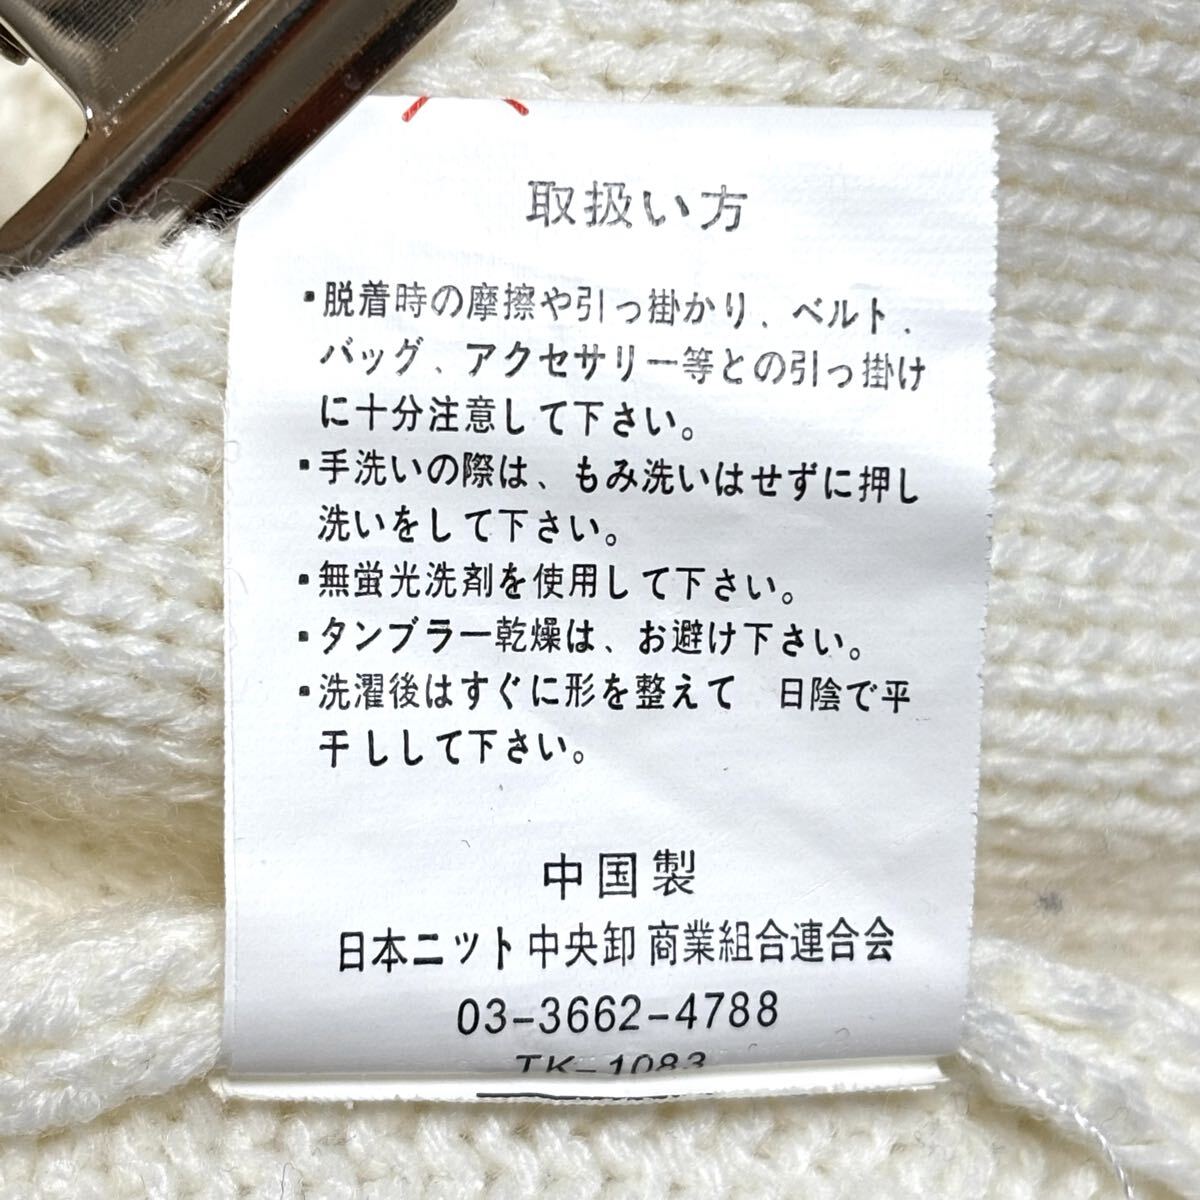 取扱い方
▪脱着時の摩擦や引っ掛かり、ベルト、
バッグ、アクセサリー等との引っ掛け
に十分注意して下さい。
▪手洗いの際は、もみ洗いはせずに押し
洗いをして下さい。
▪無蛍光洗剤を使用して下さい。
▪タンブラー乾燥は、お避け下さい。
▪洗濯後はすぐに形を整えて　日陰で平
干しして下さい。
中国製
日本ニット中央卸商業組合連合会
03-3662-4788
TK-1083